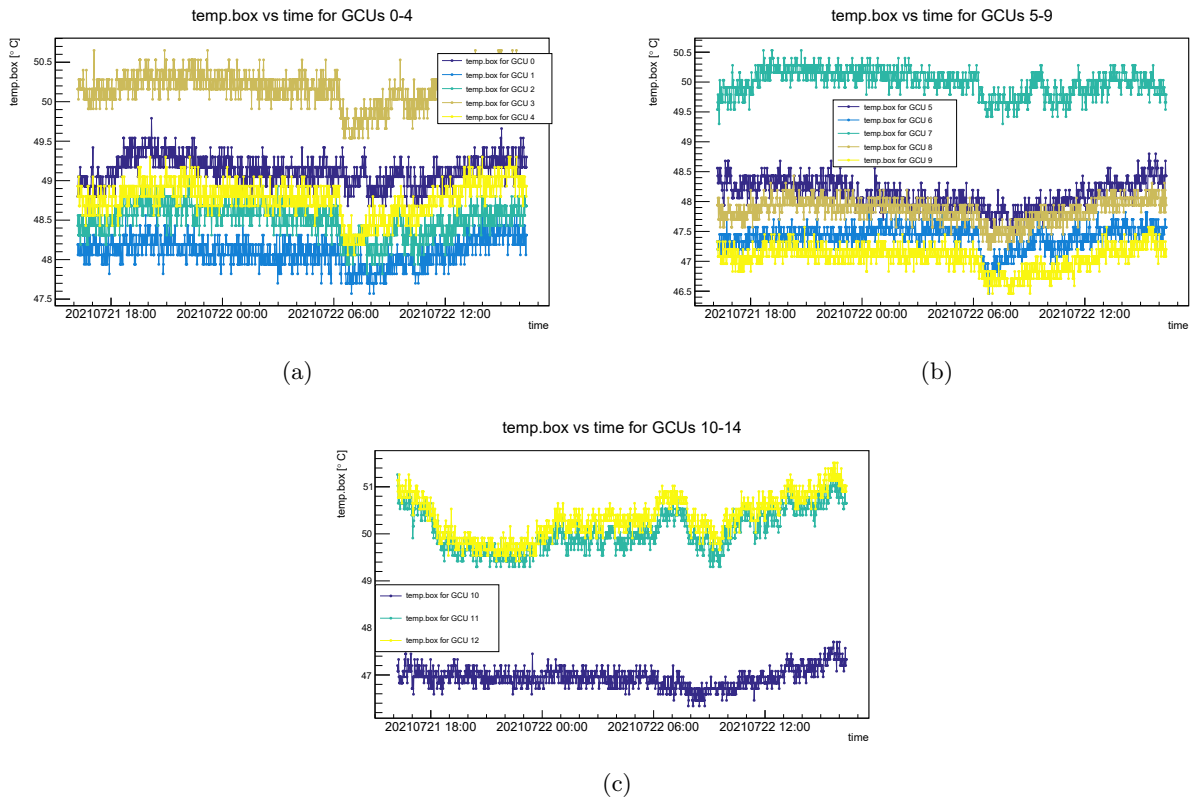 temp.box vs time for GCUs 0-4
temp.box [° C]
50.5
50
49.5
49
48.5
48
47.5
temp.box for GCU 0
temp.box for GCU 1
temp.box for GCU 2
temp.box for GCU 3
temp.box for GCU 4
20210721 18:00 20210722 00:00 20210722 06:00 20210722 12:00
time
(a)
temp.box vs time for GCUs 5-9
temp.box [° C]
50.5
50
49.5
49
48.5
48
47.5
47
46.5
temp.box for GCU 5
temp.box for GCU 6
temp.box for GCU 7
temp.box for GCU 8
temp.box for GCU 9
20210721 18:00 20210722 00:00 20210722 06:00 20210722 12:00
time
(b)
temp.box vs time for GCUs 10-14
temp.box [° C]
51
50
49
48
47
temp.box for GCU 10
temp.box for GCU 11
temp.box for GCU 12
20210721 18:00 20210722 00:00 20210722 06:00 20210722 12:00
time
(c)